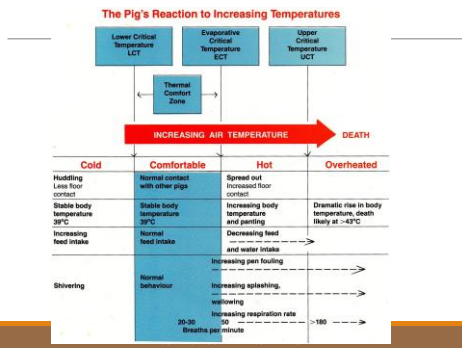 The Pig's Reaction to Increasing Temperatures
Lower Critical
Temperature
LCT
Evaporative
Critical
Temperature
ECT
Upper
Critical
Temperature
UCT
Thermal
Comfort
Zone
INCREASING AIR TEMPERATURE
DEATH
Cold
Comfortable
Hot
Overheated
Huddling
Less floor
contact
Normal contact
with other pigs
Spread out
Increased floor
contact
Stable body
temperature
39°C
Stable body
temperature
39°C
Increasing body
temperature
and panting
Dramatic rise in body
temperature, death
likely at >43°C
Increasing
feed intake
Normal
feed intake
Decreasing feed
and water intake
Shivering
Normal
behaviour
Increasing pen fouling
Increasing splashing,
wallowing
Increasing respiration rate
20-30 50 >180
Breaths per minute